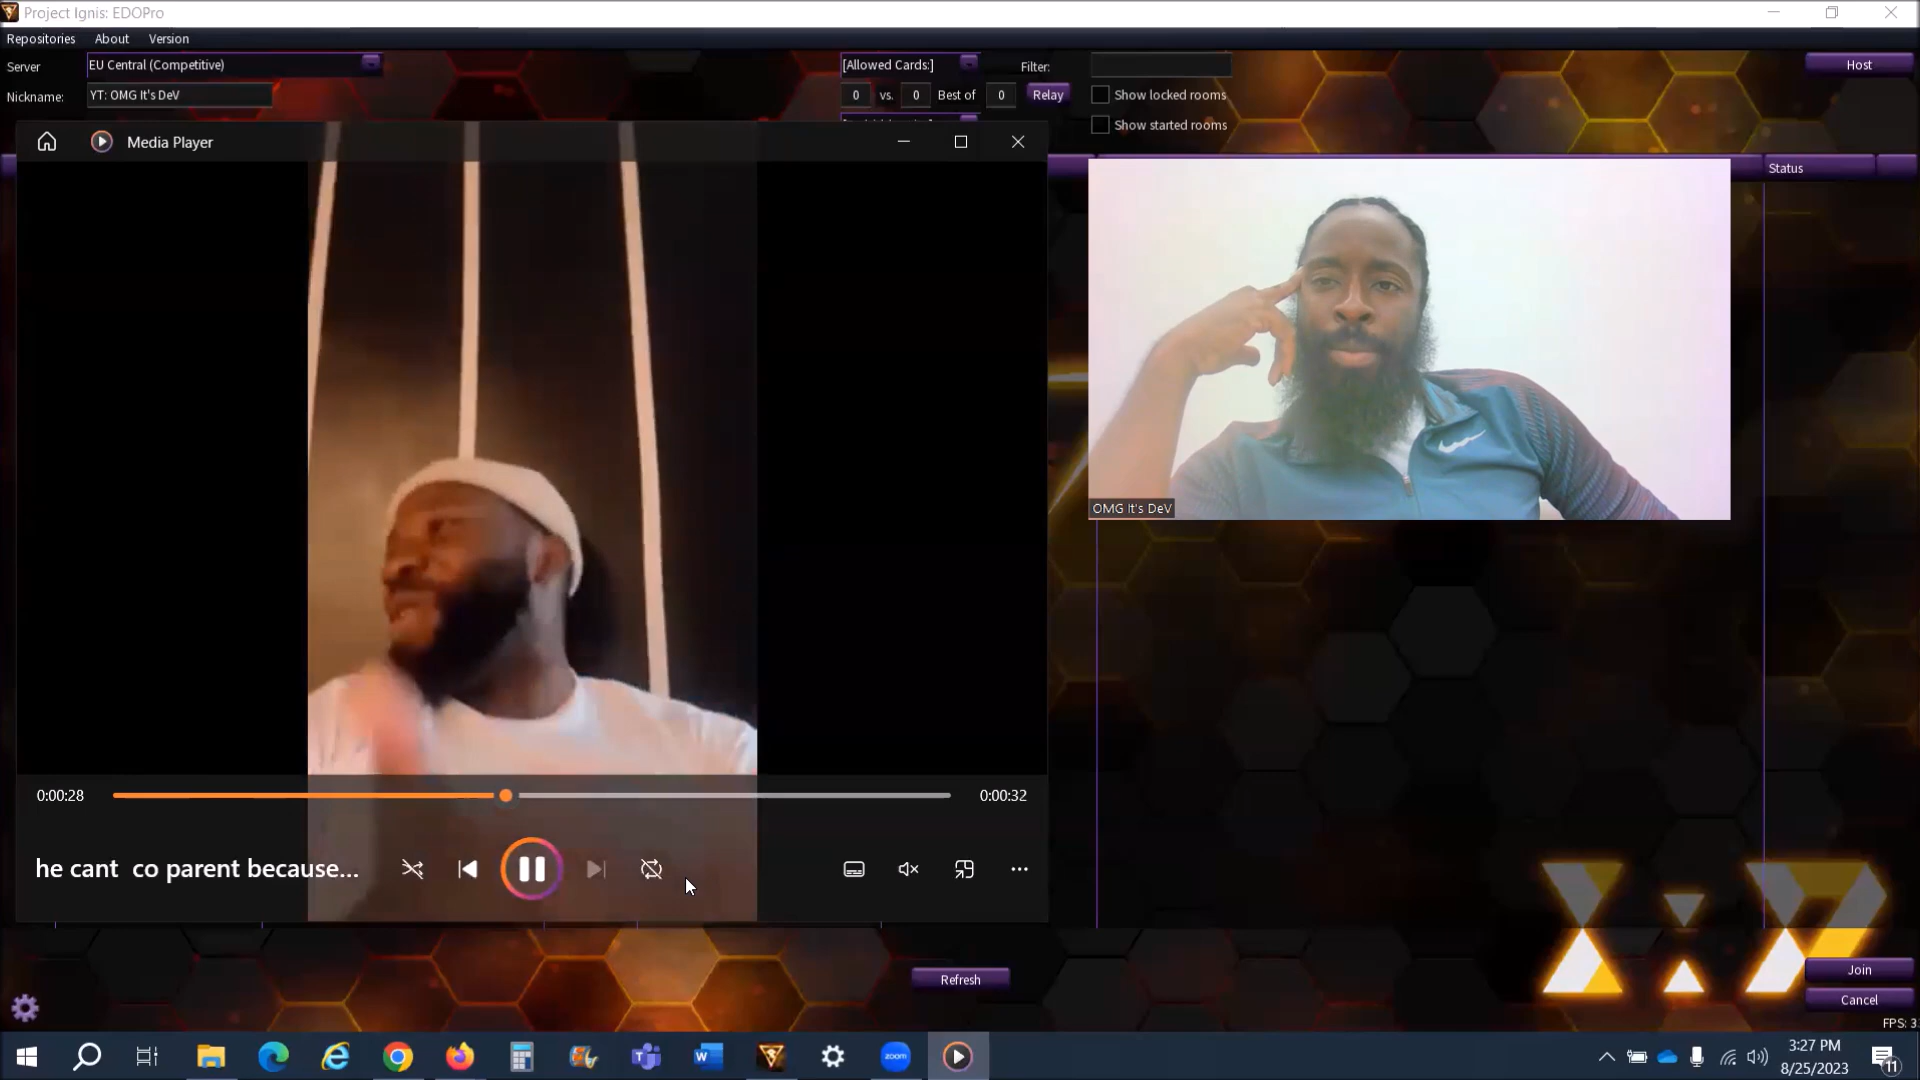 Project Ignis: EDOPro
Repositories About Version
Server EU Central (Competitive) [Allowed Cards:] Filter: Host
Nickname: YT: OMG It's DeV 0 vs. 0 Best of 0 Relay Show locked rooms
Show started rooms
Media Player
Status
OMG It's DeV
0:00:28 0:00:32
he cant co parent because...
Refresh
Join
Cancel
FPS: 3
zoom
3:27 PM
8/25/2023
11